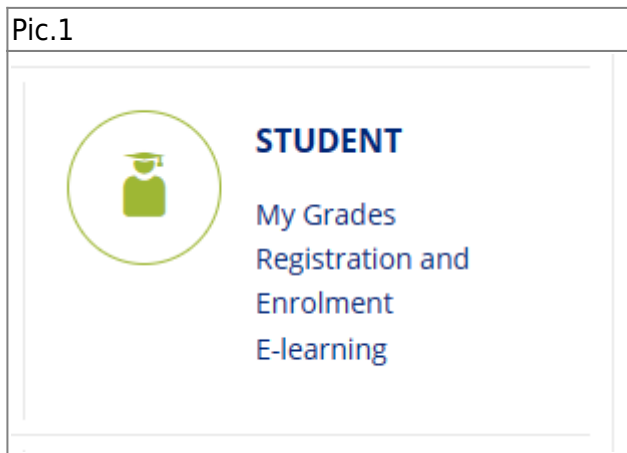 Pic.1
STUDENT
My Grades
Registration and
Enrolment
E-learning